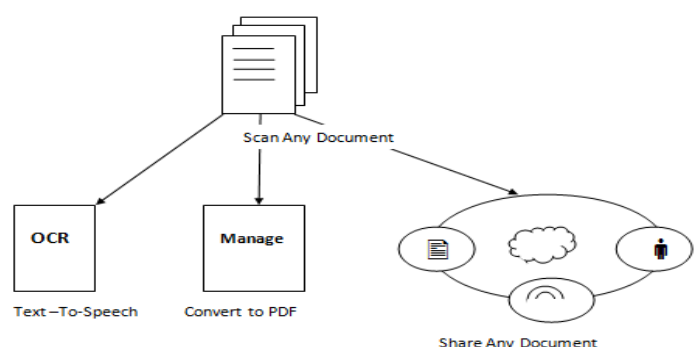 Scan Any Document
OCR
Manage
Text –To-Speech
Convert to PDF
Share Any Document